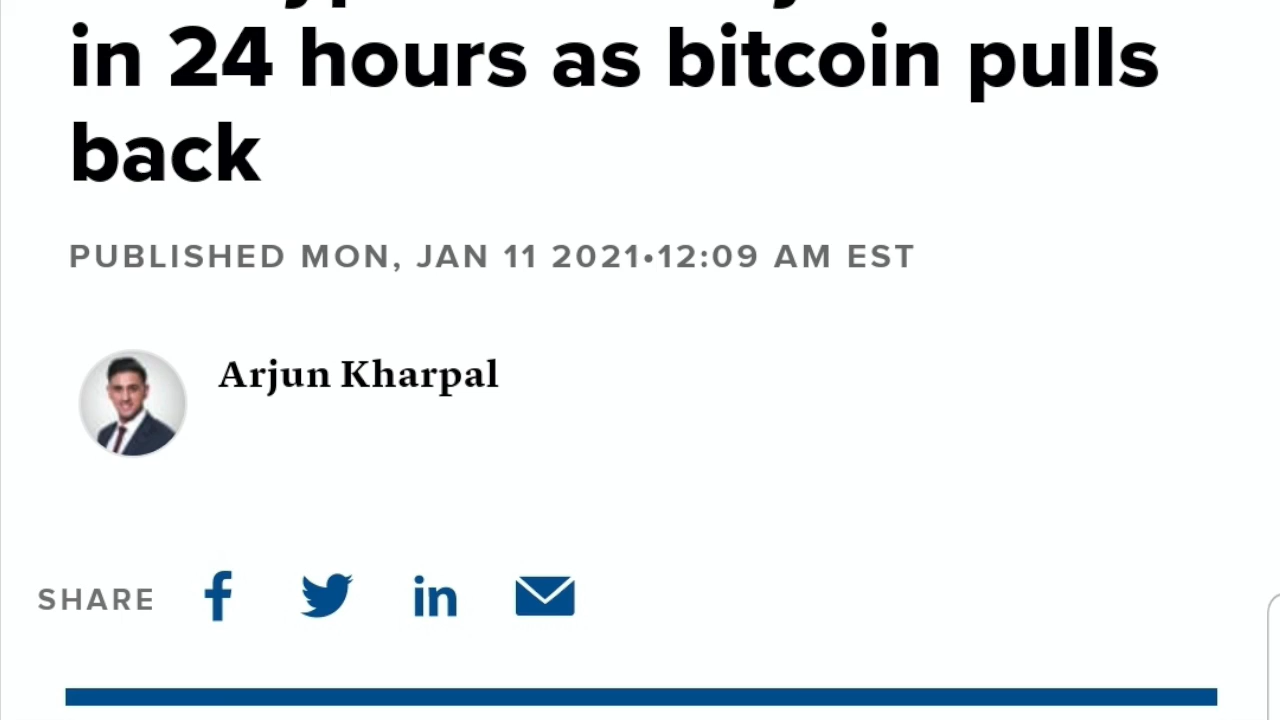 in 24 hours as bitcoin pulls
back
PUBLISHED MON, JAN 11 2021•12:09 AM EST
Arjun Kharpal
SHARE